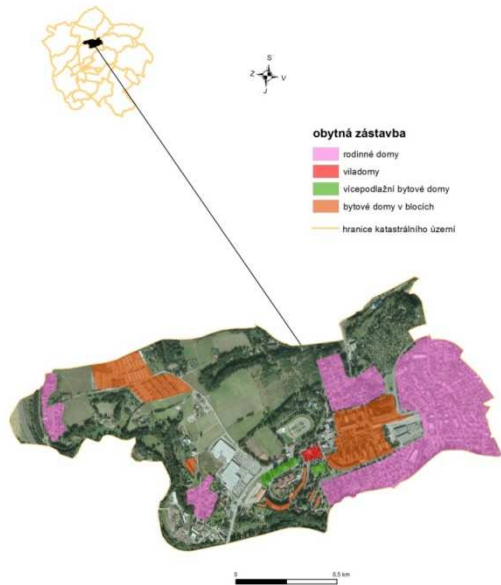 S
Z V
J
obytná zástavba
rodinné domy
viladomy
vícepodlažní bytové domy
bytové domy v blocích
hranice katastrálního území
0 0,5 km